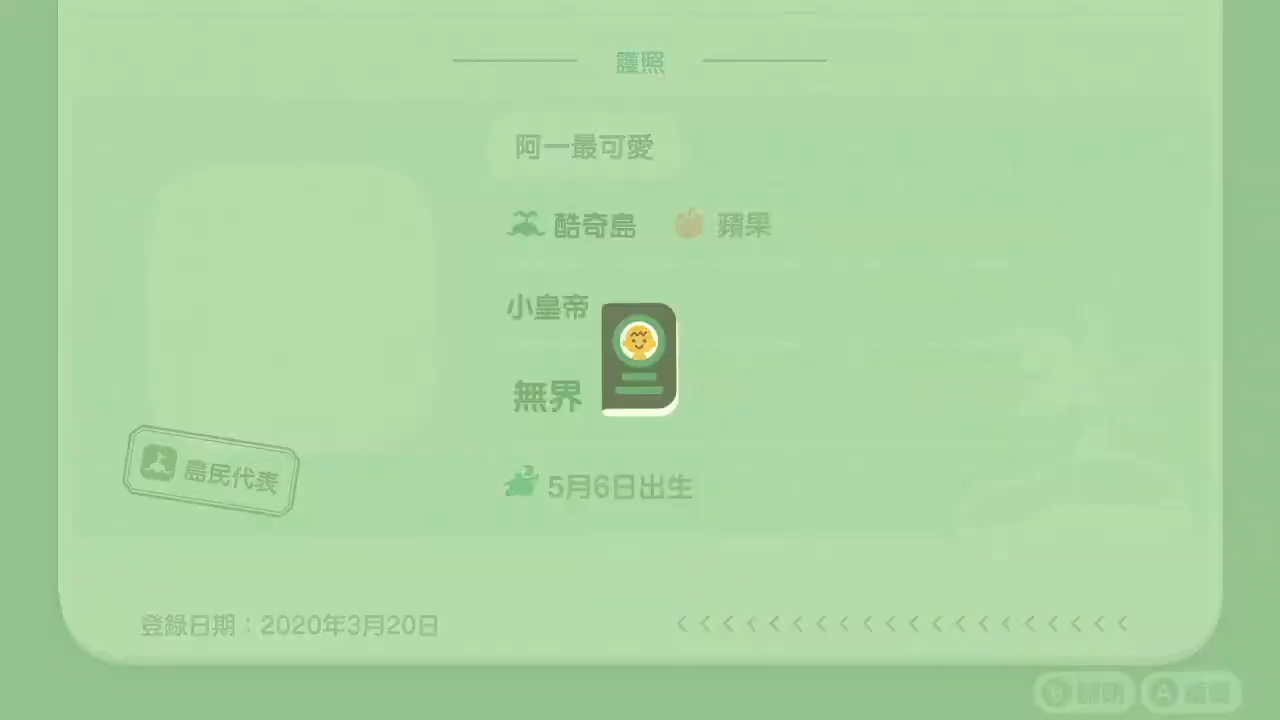 護照
阿一最可愛
酷奇島 蘋果
小皇帝
無界
島民代表
5月6日出生
登錄日期：2020年3月20日
B A